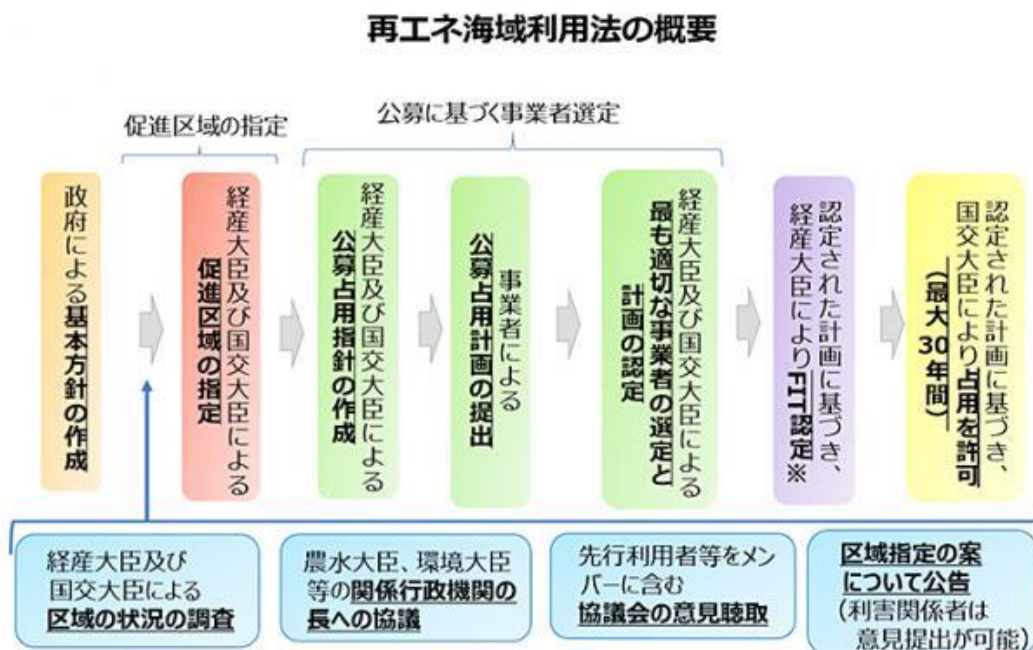 再エネ海域利用法の概要
促進区域の指定
公募に基づく事業者選定
政府による基本方針の作成
経産大臣及び国交大臣による
促進区域の指定
経産大臣及び国交大臣による
公募占用指針の作成
事業者による
公募占用計画の提出
経産大臣及び国交大臣による
最も適切な事業者の選定と
計画の認定
認定された計画に基づき、
経産大臣によりFIT認定※
認定された計画に基づき、
国交大臣により占用を許可
(最大30年間)
経産大臣及び
国交大臣による
区域の状況の調査
農水大臣、環境大臣
等の関係行政機関の
長への協議
先行利用者等をメン
バーに含む
協議会の意見聴取
区域指定の案
について公告
(利害関係者は
意見提出が可能)